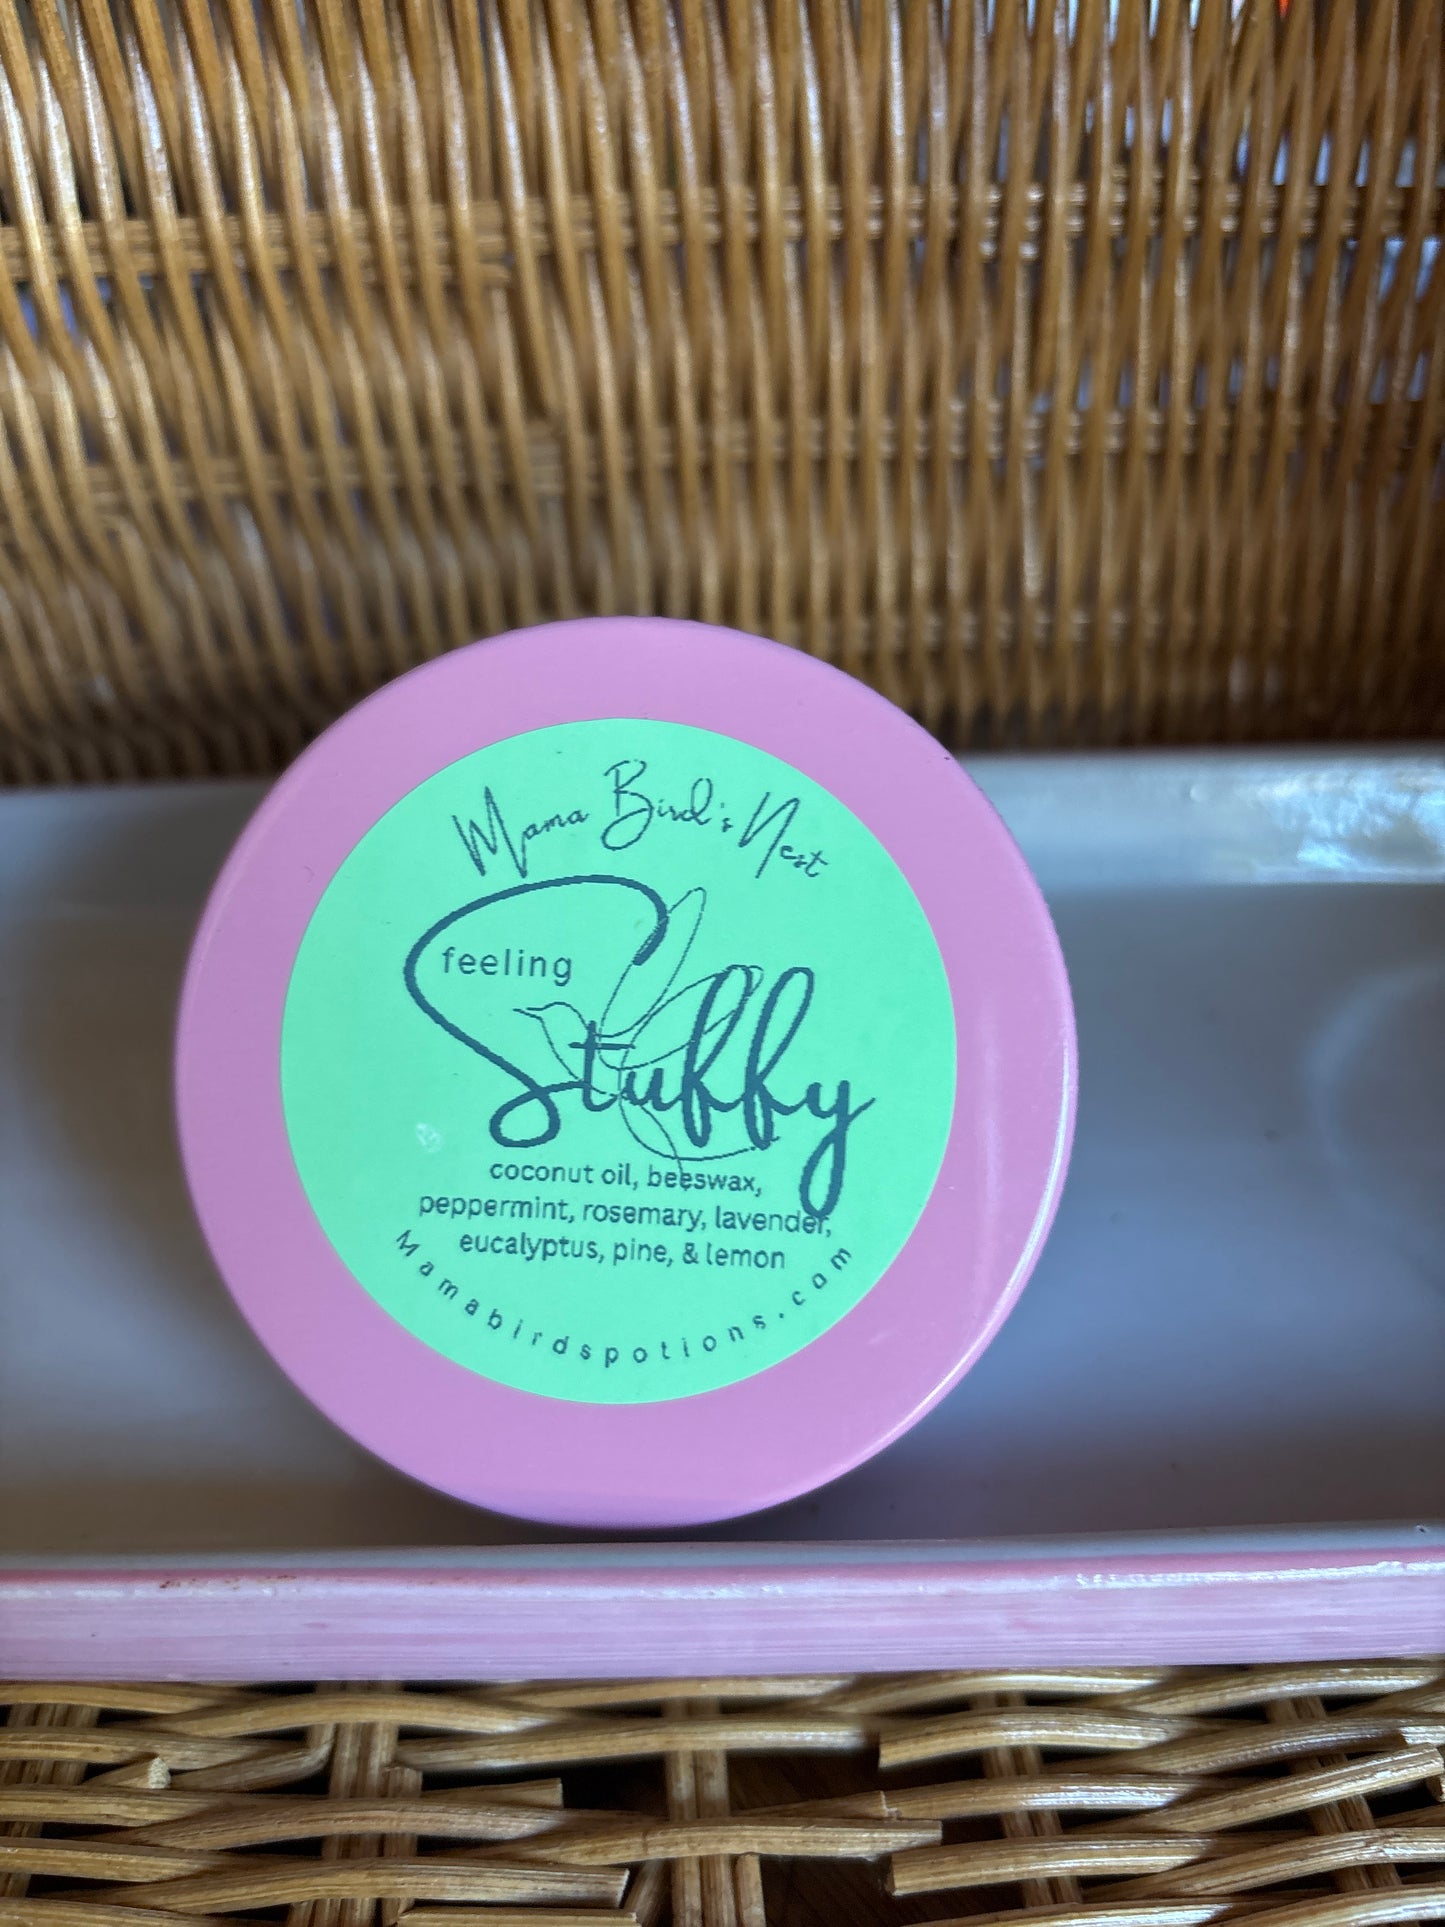 Mama Bird's Nest
feeling
Stuffy
coconut oil, beeswax,
peppermint, rosemary, lavender,
eucalyptus, pine, & lemon
Mamabirdspotions.com